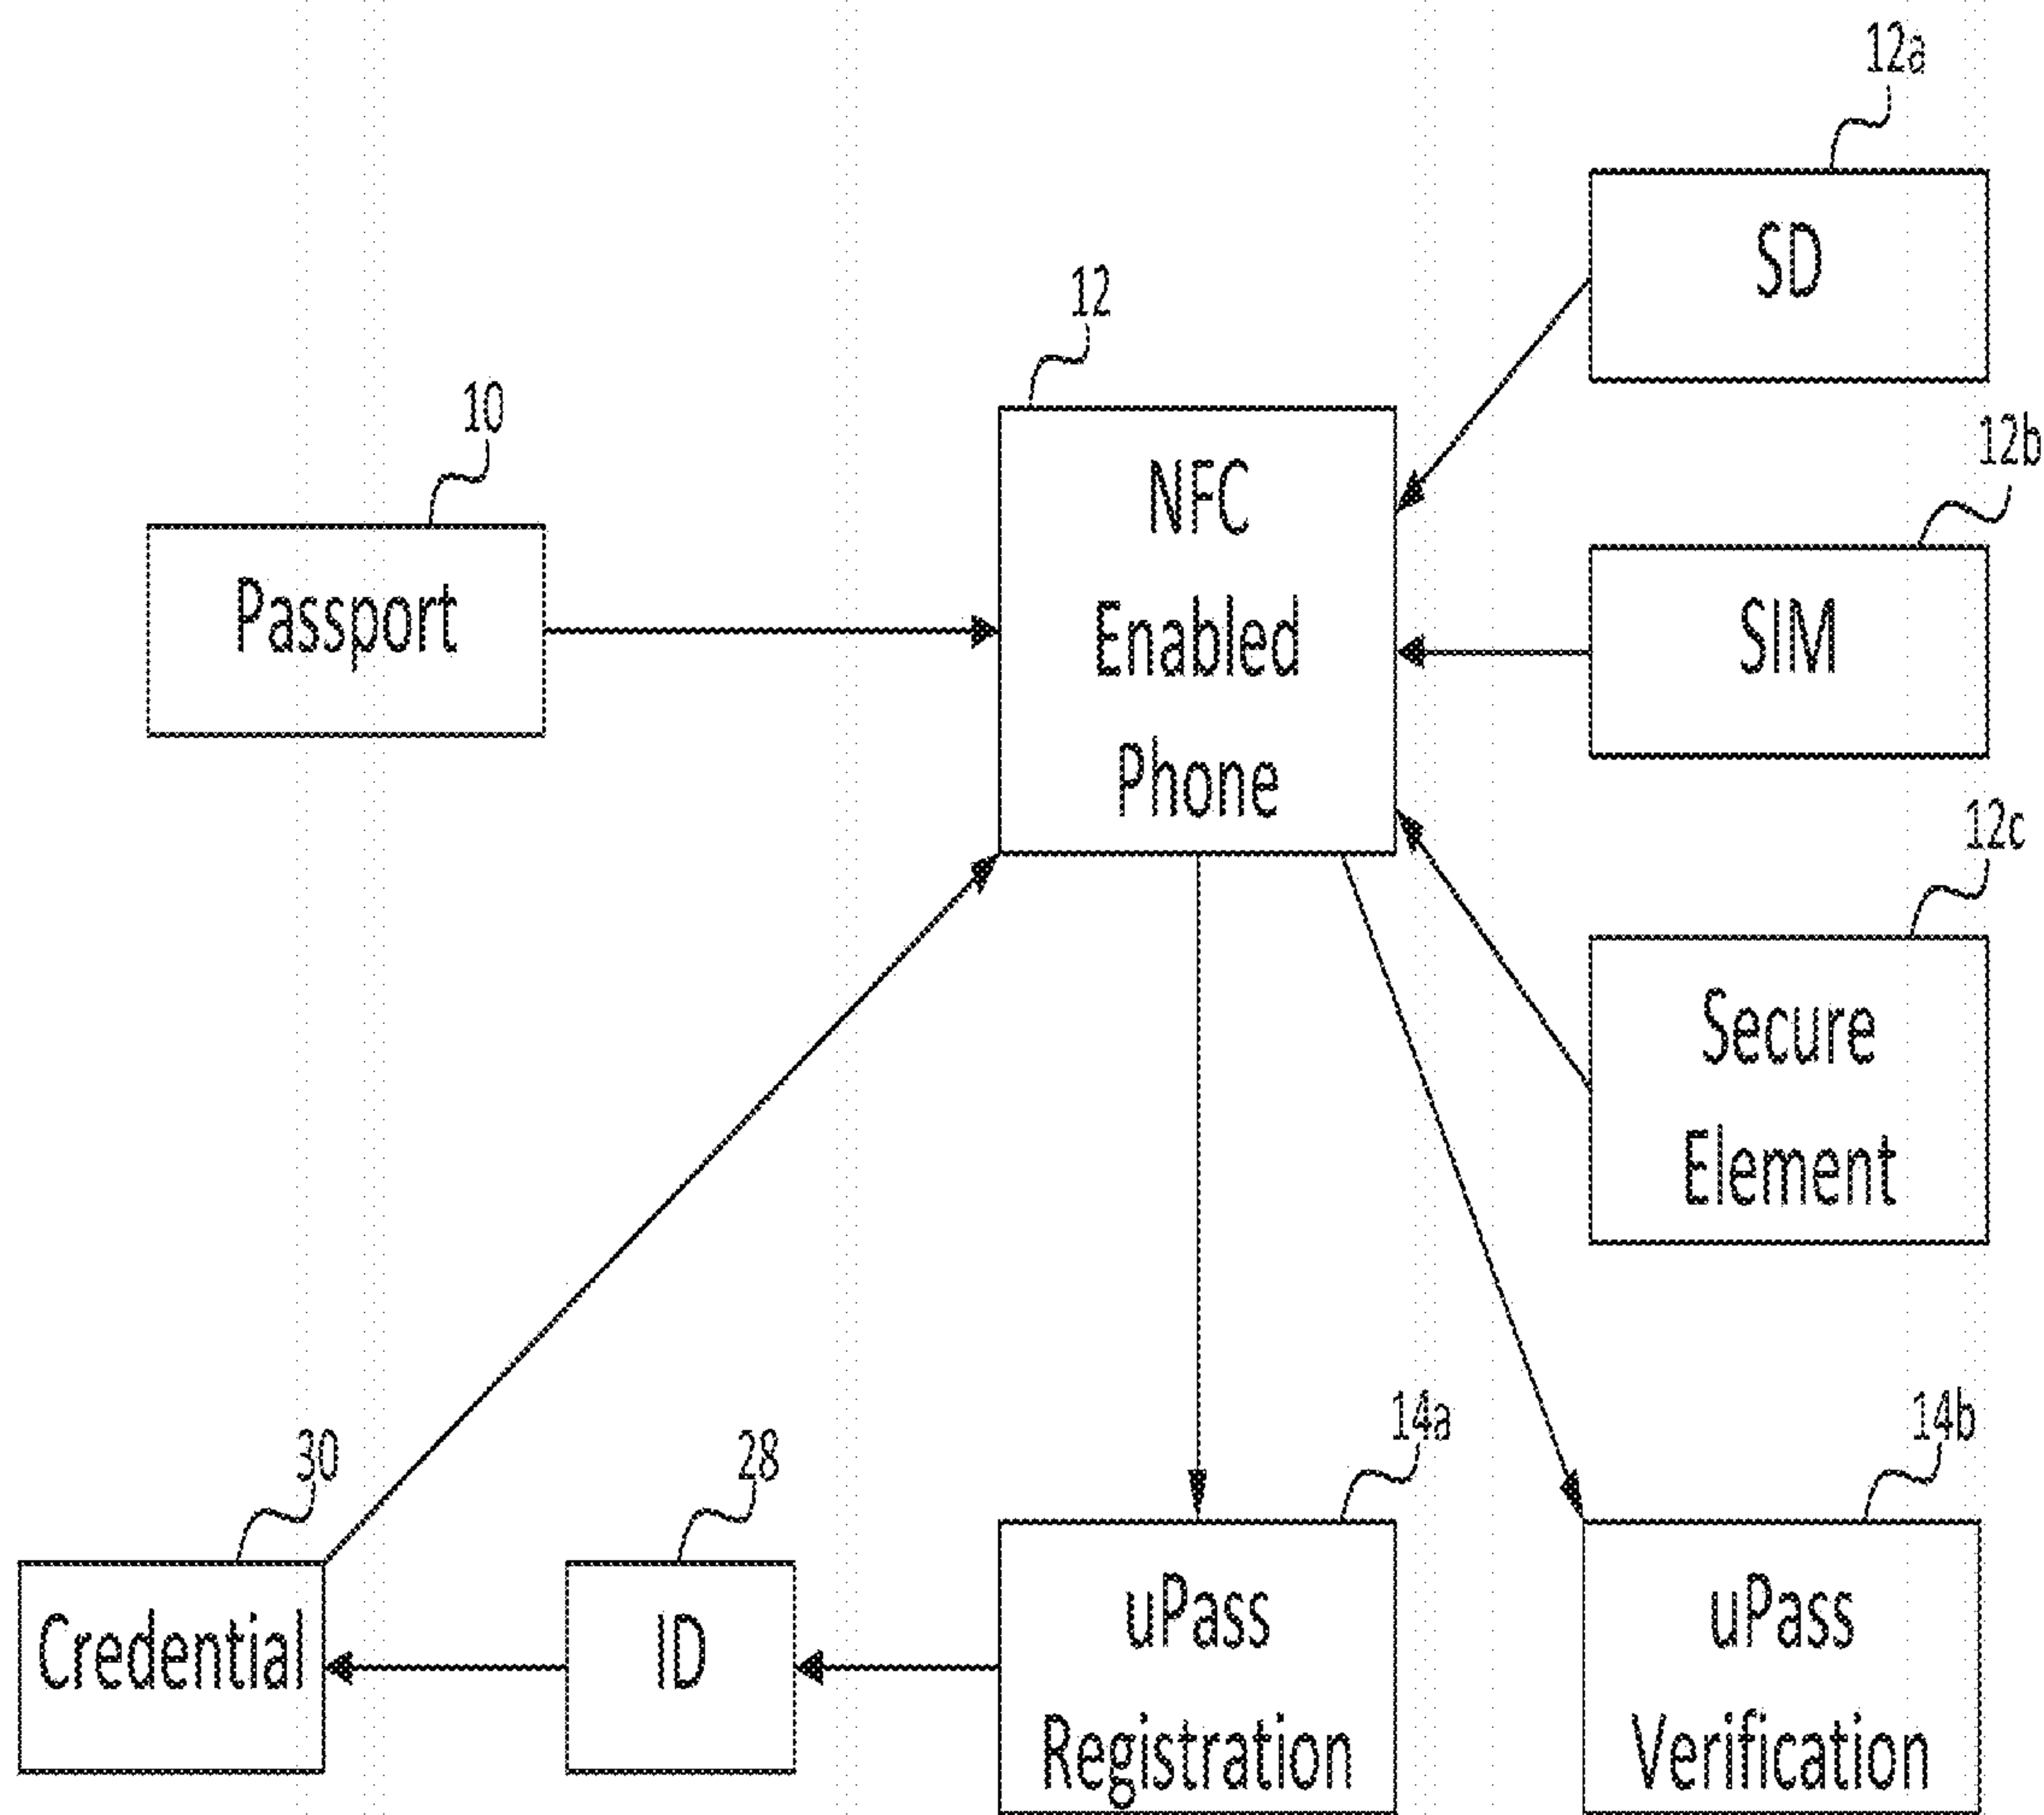 12a
SD
12
10
NFC
Enabled
Phone
Passport
12b
SIM
12c
Secure
Element
30
Credential
28
ID
14a
uPass
Registration
14b
uPass
Verification